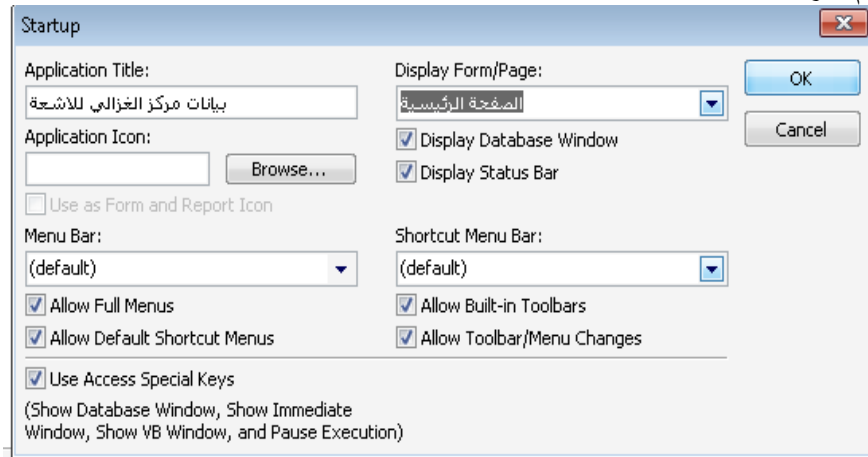 Startup
Application Title:
بيانات مركز الغزالي للاشعة
Application Icon:
Browse...
Use as Form and Report Icon
Menu Bar:
(default)
Allow Full Menus
Allow Default Shortcut Menus
Display Form/Page:
الصفحة الرئيسية
Display Database Window
Display Status Bar
Shortcut Menu Bar:
(default)
Allow Built-in Toolbars
Allow Toolbar/Menu Changes
Use Access Special Keys
(Show Database Window, Show Immediate
Window, Show VB Window, and Pause Execution)
OK
Cancel